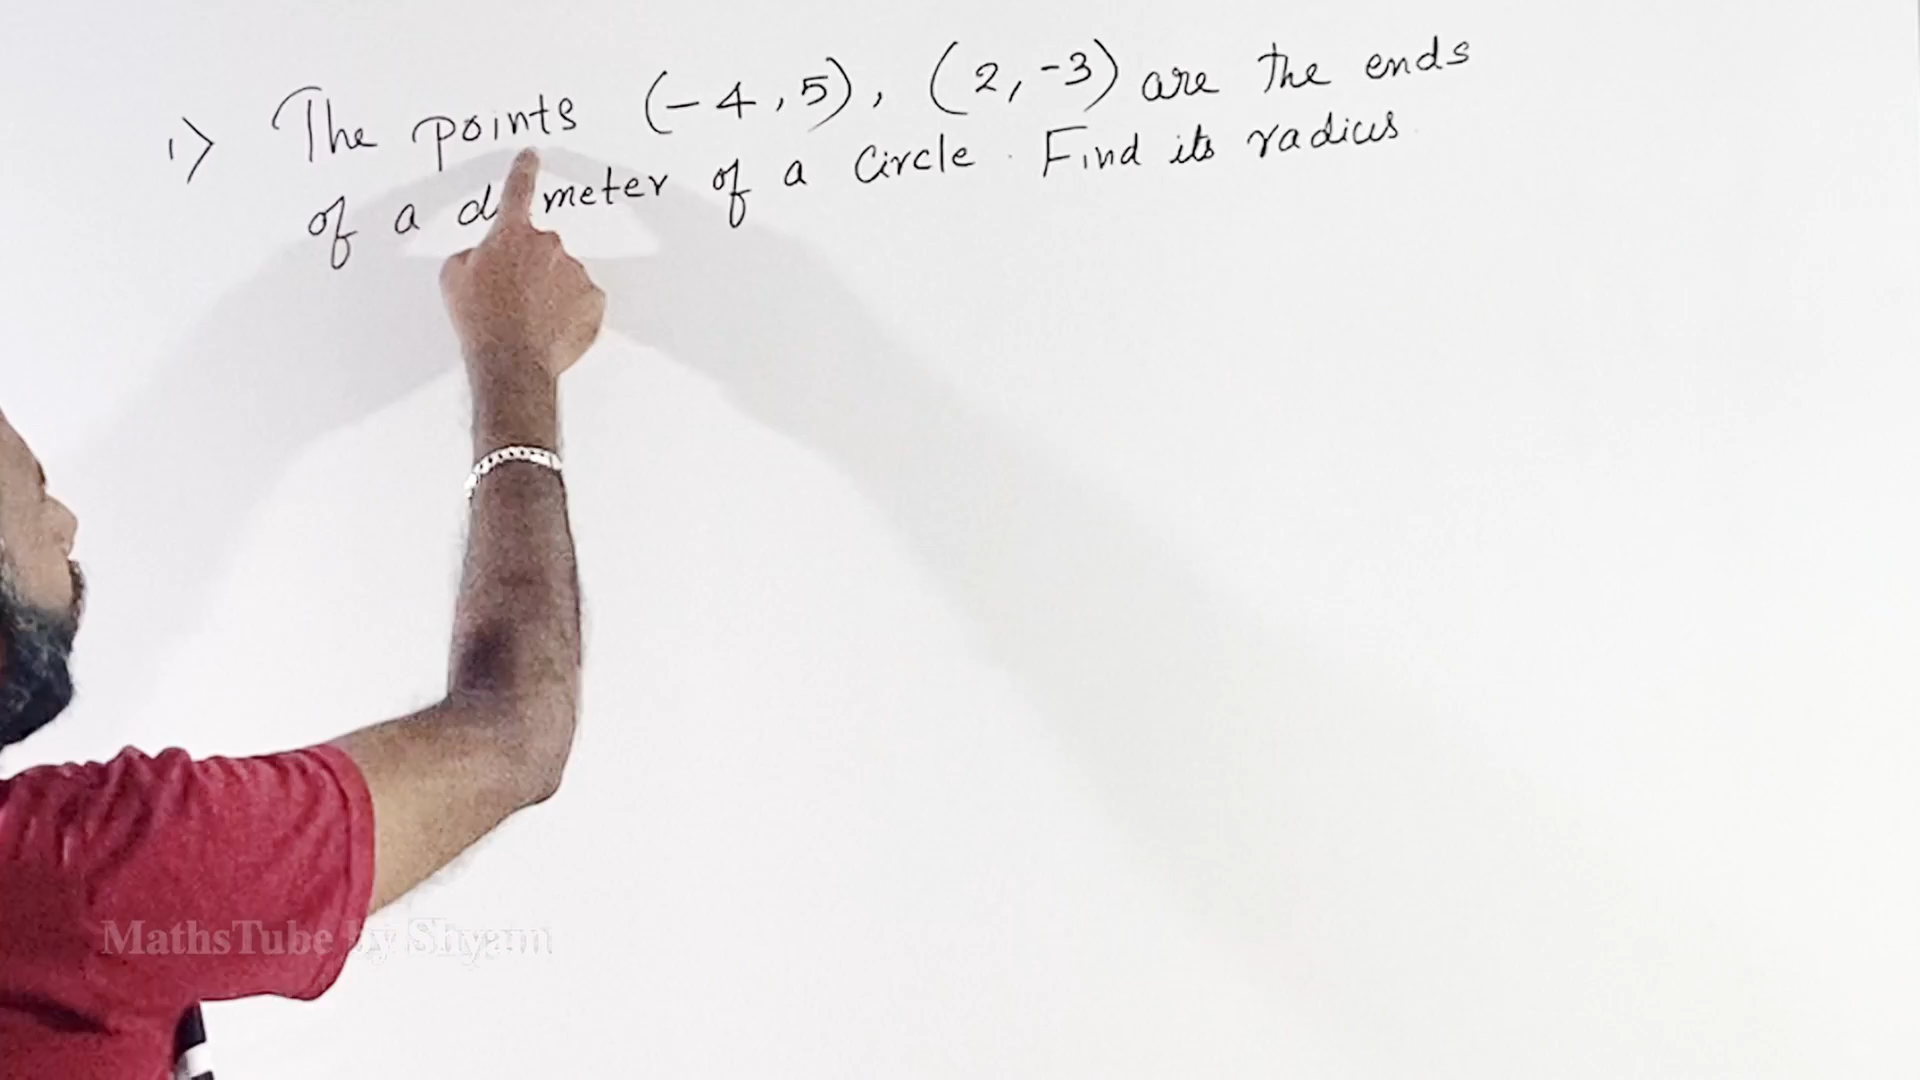 1) The points (-4,5), (2,-3) are the ends
of a meter of a Circle. Find its radius
MathsTube by Shyam